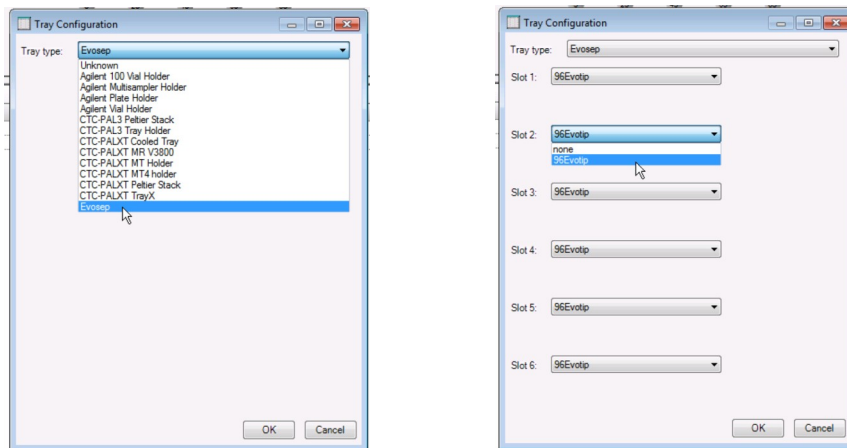 Tray Configuration
Tray type: Evosep
Unknown
Agilent 100 Vial Holder
Agilent Multisampler Holder
Agilent Plate Holder
Agilent Vial Holder
CTC-PAL3 Peltier Stack
CTC-PAL3 Tray Holder
CTC-PALXT Cooled Tray
CTC-PALXT MR V3800
CTC-PALXT MT Holder
CTC-PALXT MT4 holder
CTC-PALXT Peltier Stack
CTC-PALXT TrayX
Evosep
OK Cancel
Tray Configuration
Tray type: Evosep
Slot 1: 96Evotip
Slot 2: 96Evotip
none
96Evotip
Slot 3: 96Evotip
Slot 4: 96Evotip
Slot 5: 96Evotip
Slot 6: 96Evotip
OK Cancel